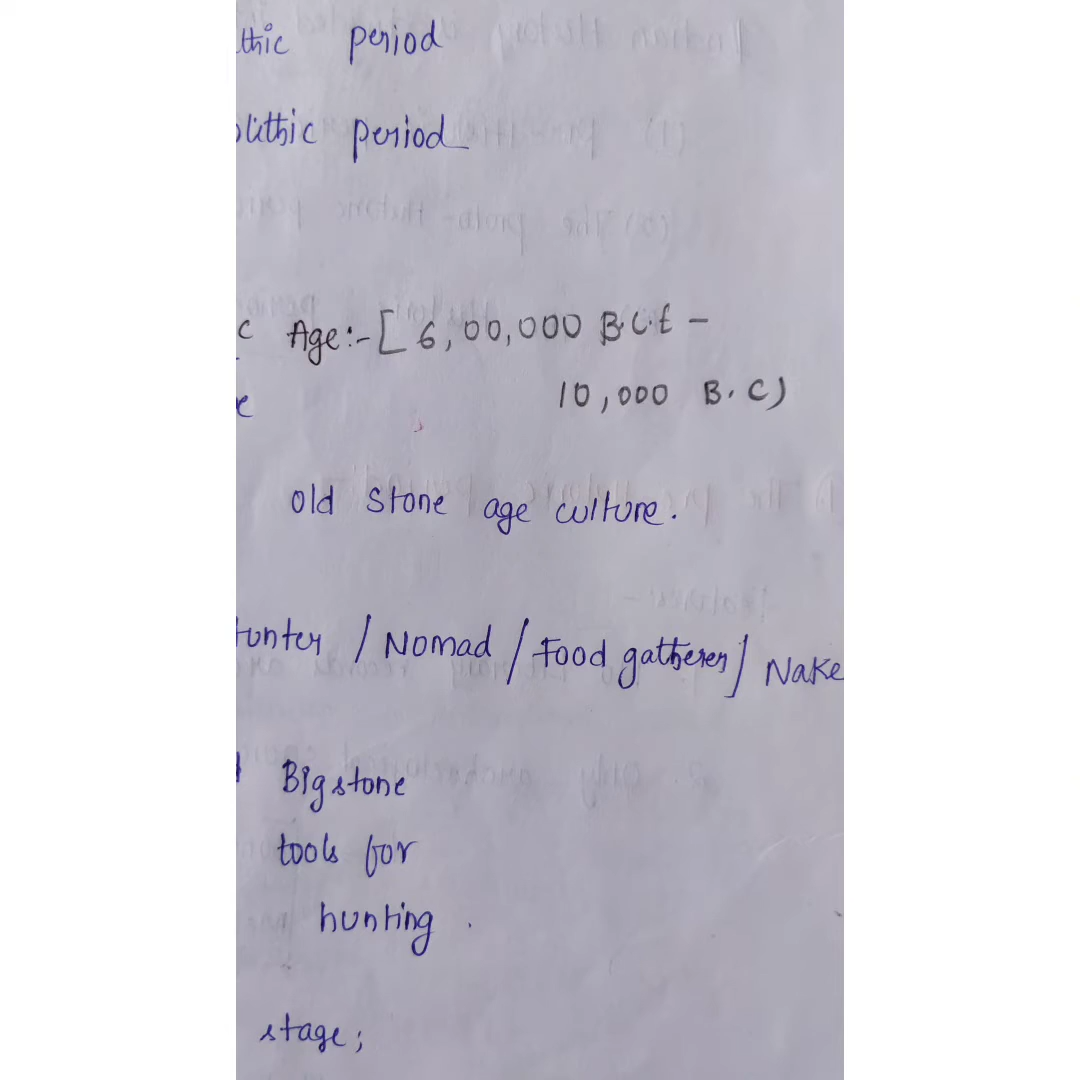 thic period
lithic period
c Age:-[6,00,000 B.C.E -
10,000 B.C)
old stone age culture.
Hunter / Nomad / Food gatherer / Nake
Big stone
tools for
hunting.
stage;